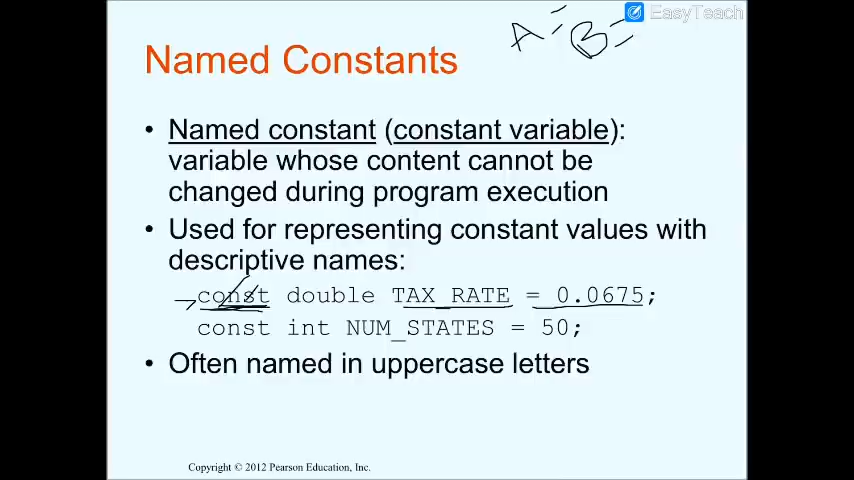 A = B =
EasyTeach
Named Constants
• Named constant (constant variable):
variable whose content cannot be
changed during program execution
• Used for representing constant values with
descriptive names:
const double TAX_RATE = 0.0675;
const int NUM_STATES = 50;
• Often named in uppercase letters
Copyright © 2012 Pearson Education, Inc.